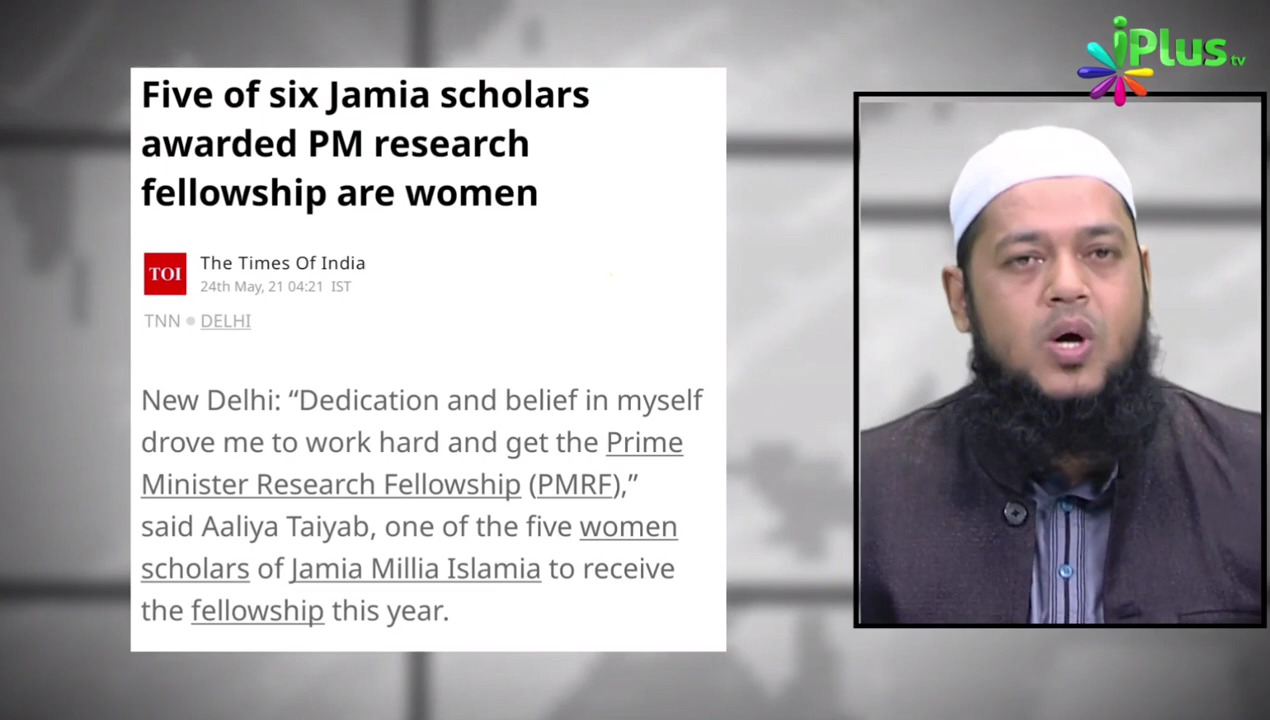 Five of six Jamia scholars
awarded PM research
fellowship are women
TOI
The Times Of India
24th May, 21 04:21 IST
TNN • DELHI
New Delhi: “Dedication and belief in myself
drove me to work hard and get the Prime
Minister Research Fellowship (PMRF),”
said Aaliya Taiyab, one of the five women
scholars of Jamia Millia Islamia to receive
the fellowship this year.
iPlus tv